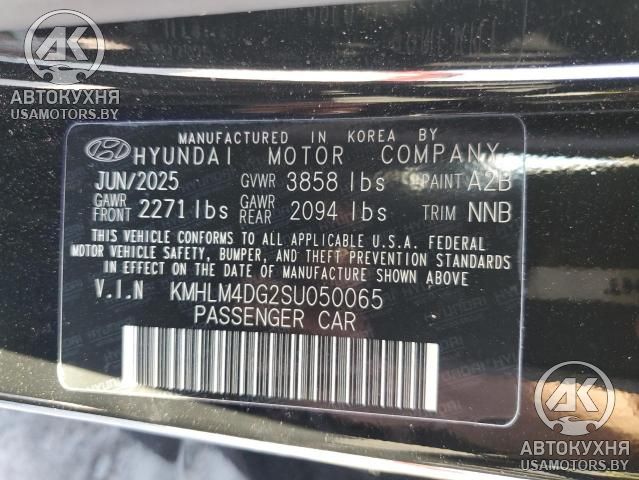 АВТОКУХНЯ
USAMOTORS.BY
MANUFACTURED IN KOREA BY
HYUNDAI MOTOR COMPANY
JUN/2025 GVWR 3858 lbs PAINT A2B
GAWR FRONT 2271 lbs GAWR REAR 2094 lbs TRIM NNB
THIS VEHICLE CONFORMS TO ALL APPLICABLE U.S.A. FEDERAL
MOTOR VEHICLE SAFETY, BUMPER, AND THEFT PREVENTION STANDARDS
IN EFFECT ON THE DATE OF MANUFACTURE SHOWN ABOVE.
V.I.N KMHLM4DG2SU050065
PASSENGER CAR
АК
АВТОКУХНЯ
USAMOTORS.BY